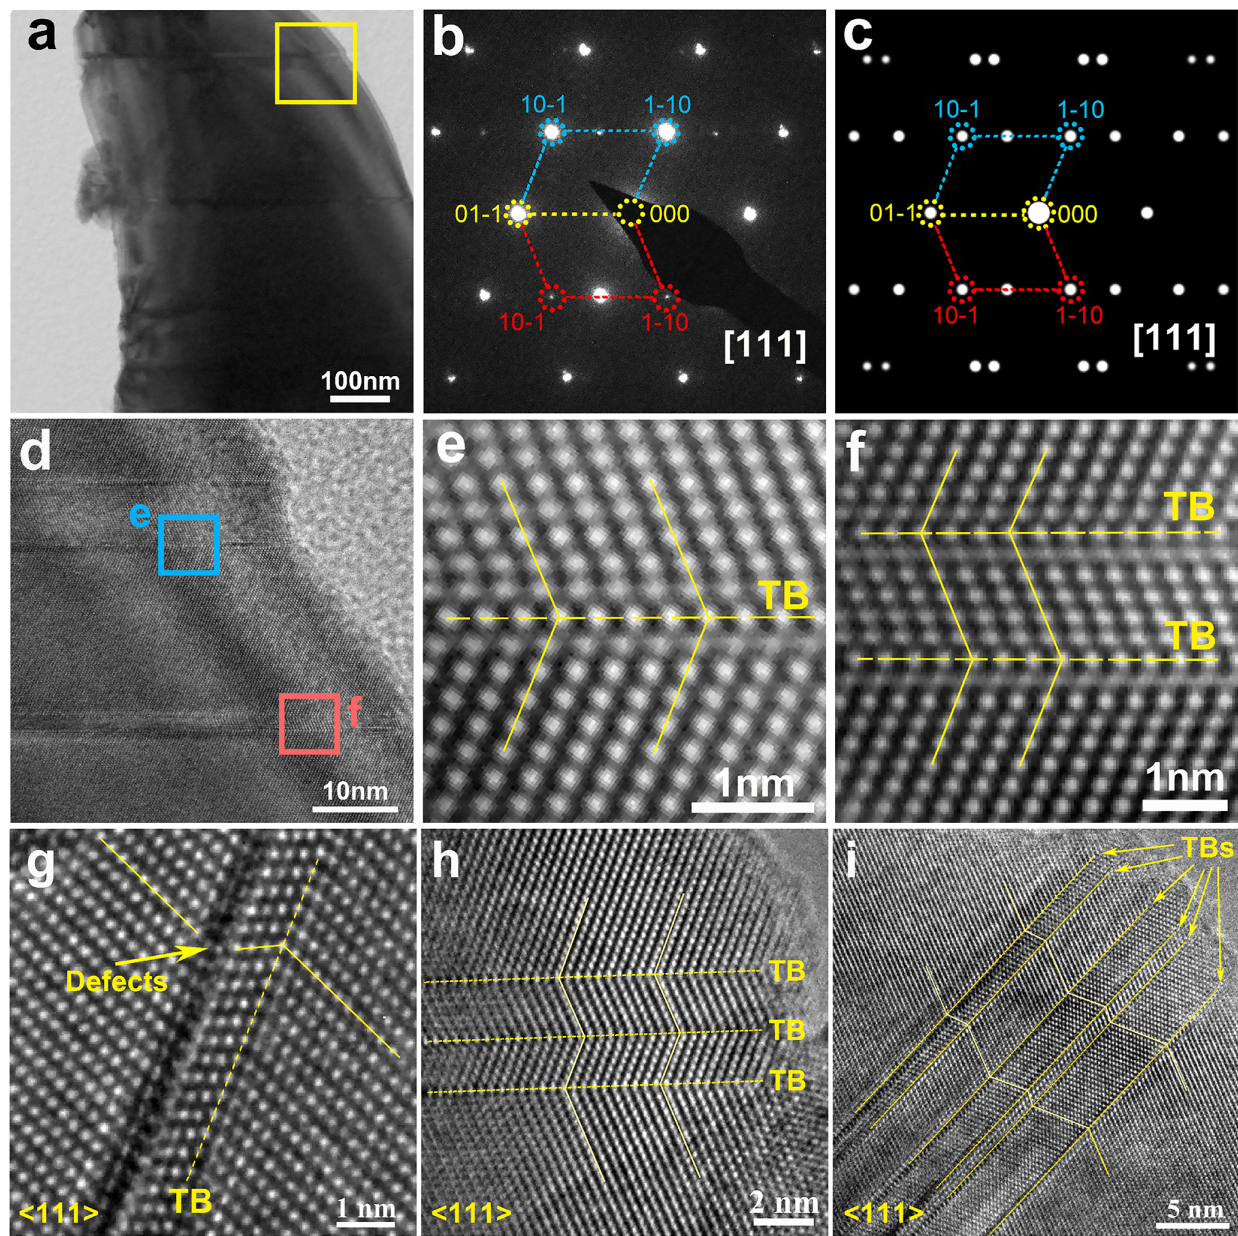 a
100nm
b
10-1
1-10
01-1
000
10-1
1-10
[111]
c
10-1
1-10
01-1
000
10-1
1-10
[111]
d
e
f
10nm
e
TB
1nm
f
TB
TB
1nm
g
Defects
TB
<111>
1 nm
h
TB
TB
TB
<111>
2 nm
i
TBs
<111>
5 nm